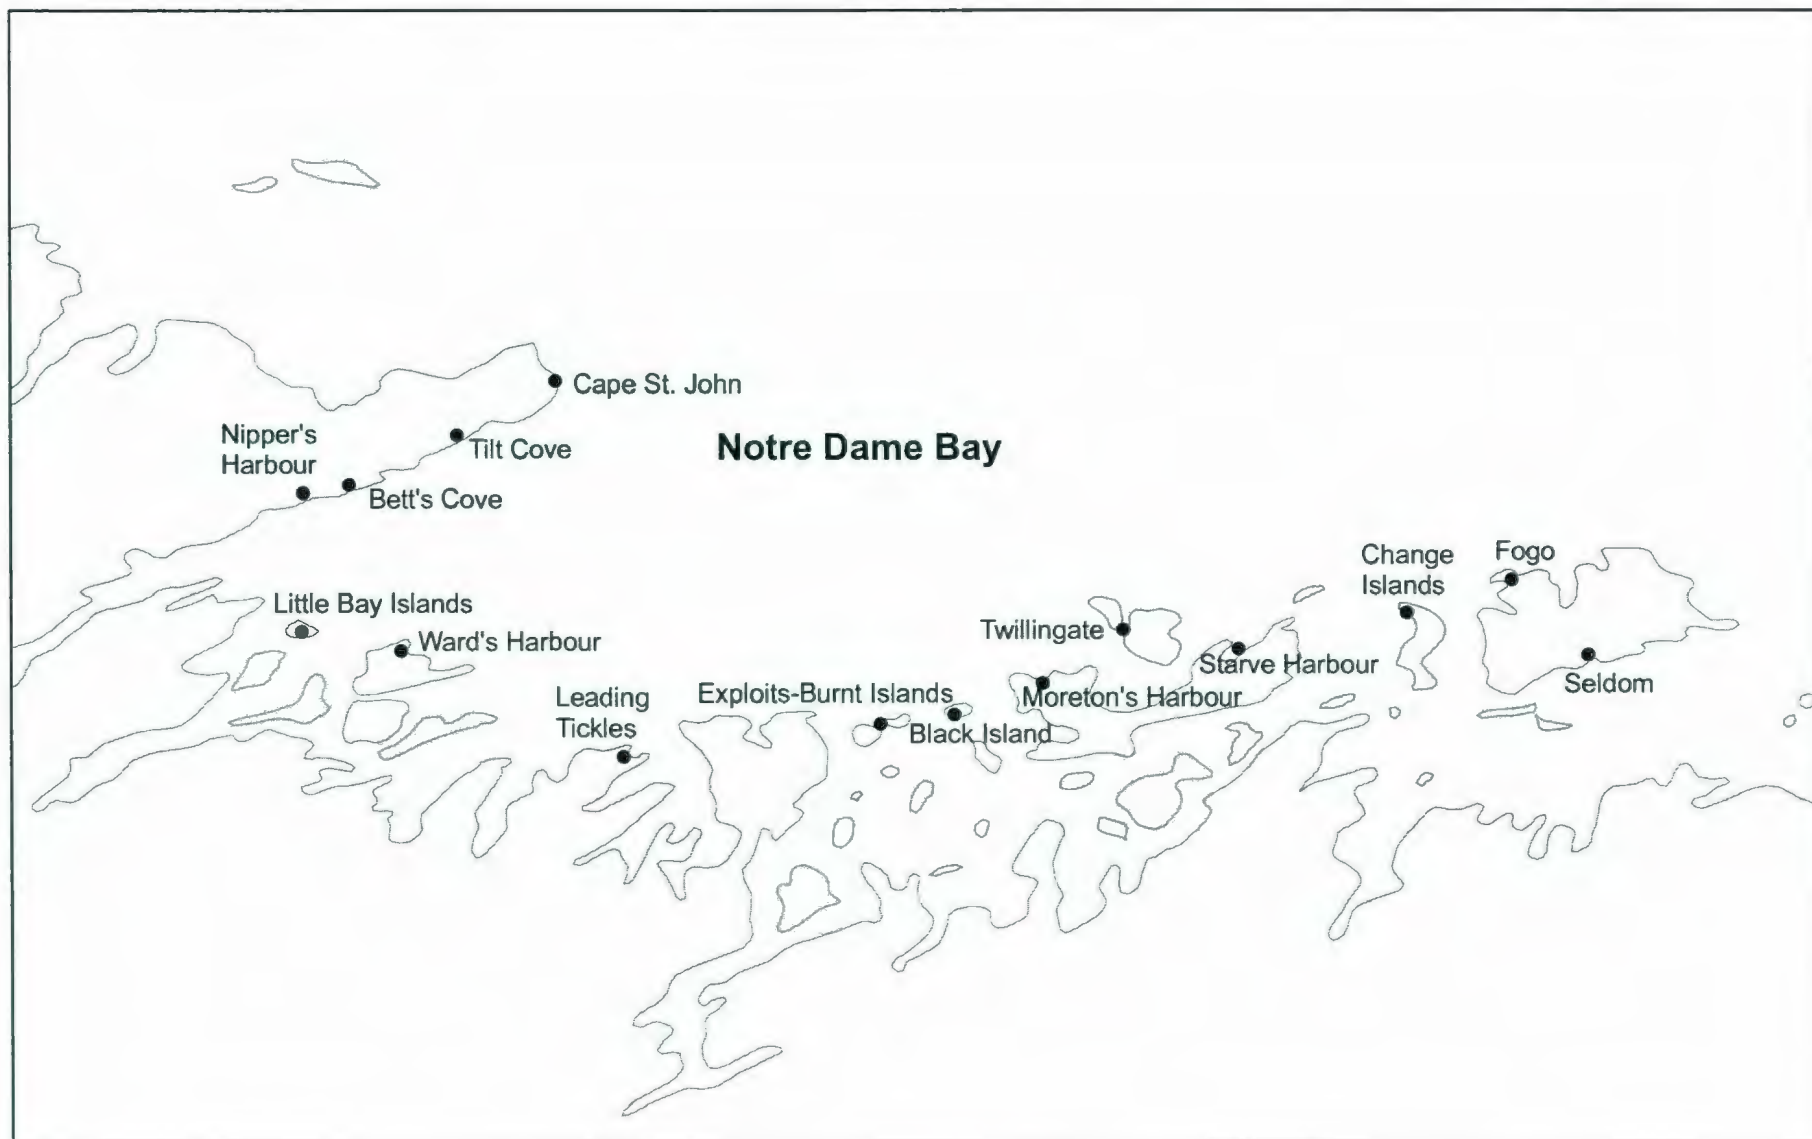 Cape St. John
Nipper's
Harbour
Tilt Cove
Notre Dame Bay
Bett's Cove
Change
Islands
Fogo
Little Bay Islands
Ward's Harbour
Twillingate
Starve Harbour
Seldom
Leading
Tickles
Exploits-Burnt Islands
Moreton's Harbour
Black Island